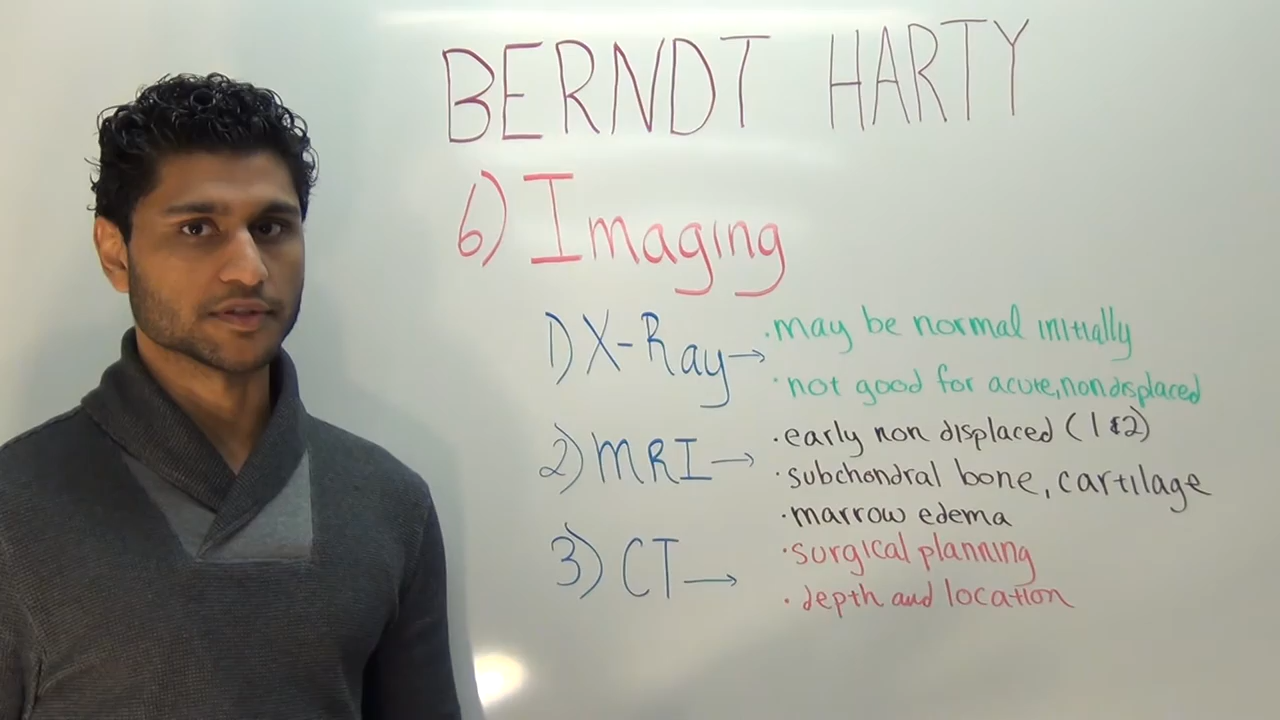 BERNDT HARTY
6) Imaging
1) X-Ray→ ·may be normal initially
·not good for acute, nondisplaced
2) MRI→ ·early non displaced (1 & 2)
·subchondral bone, cartilage
·marrow edema
3) CT→ ·surgical planning
·depth and location